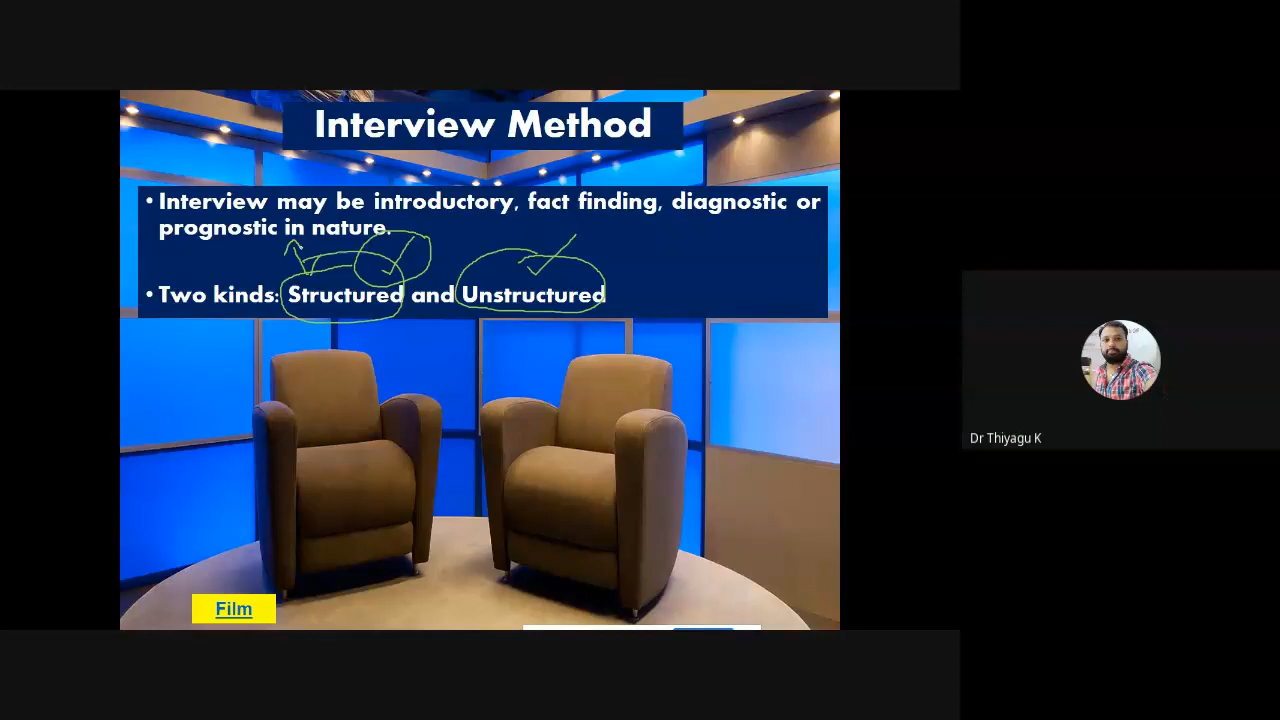 Interview Method
• Interview may be introductory, fact finding, diagnostic or
prognostic in nature.
• Two kinds: Structured and Unstructured
Film
Dr Thiyagu K